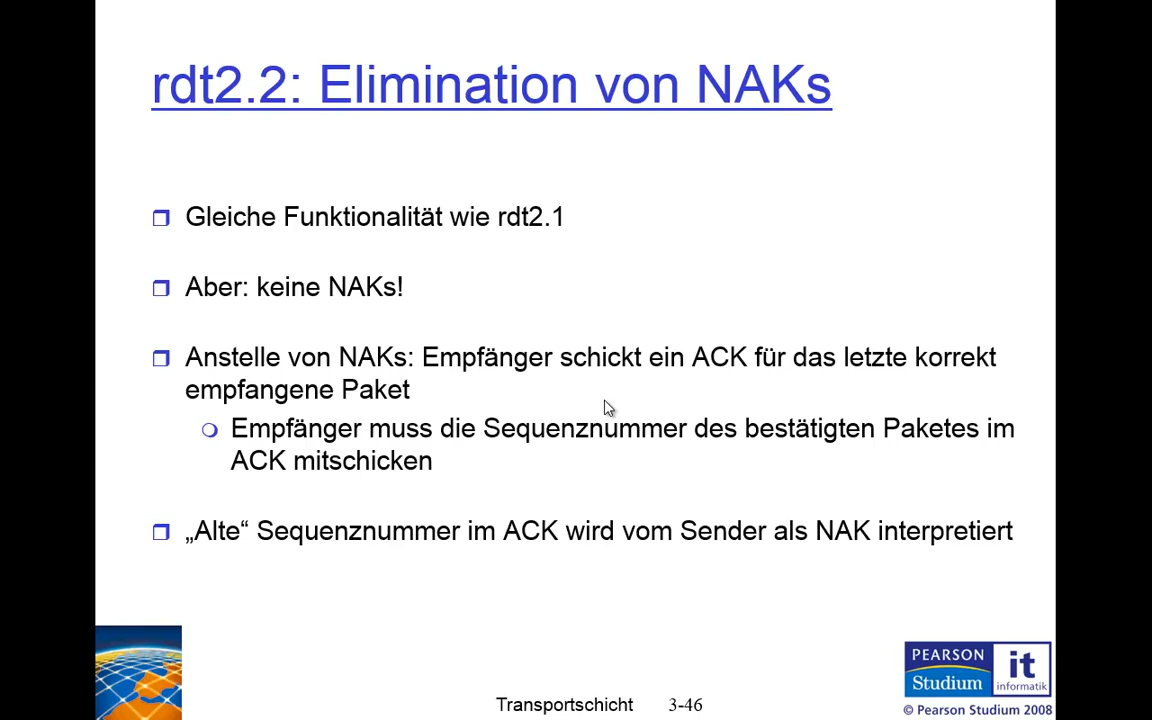 rdt2.2: Elimination von NAKs
Gleiche Funktionalität wie rdt2.1
Aber: keine NAKs!
Anstelle von NAKs: Empfänger schickt ein ACK für das letzte korrekt
empfangene Paket
Empfänger muss die Sequenznummer des bestätigten Paketes im
ACK mitschicken
„Alte“ Sequenznummer im ACK wird vom Sender als NAK interpretiert
PEARSON
Studium
it
informatik
Transportschicht 3-46
© Pearson Studium 2008